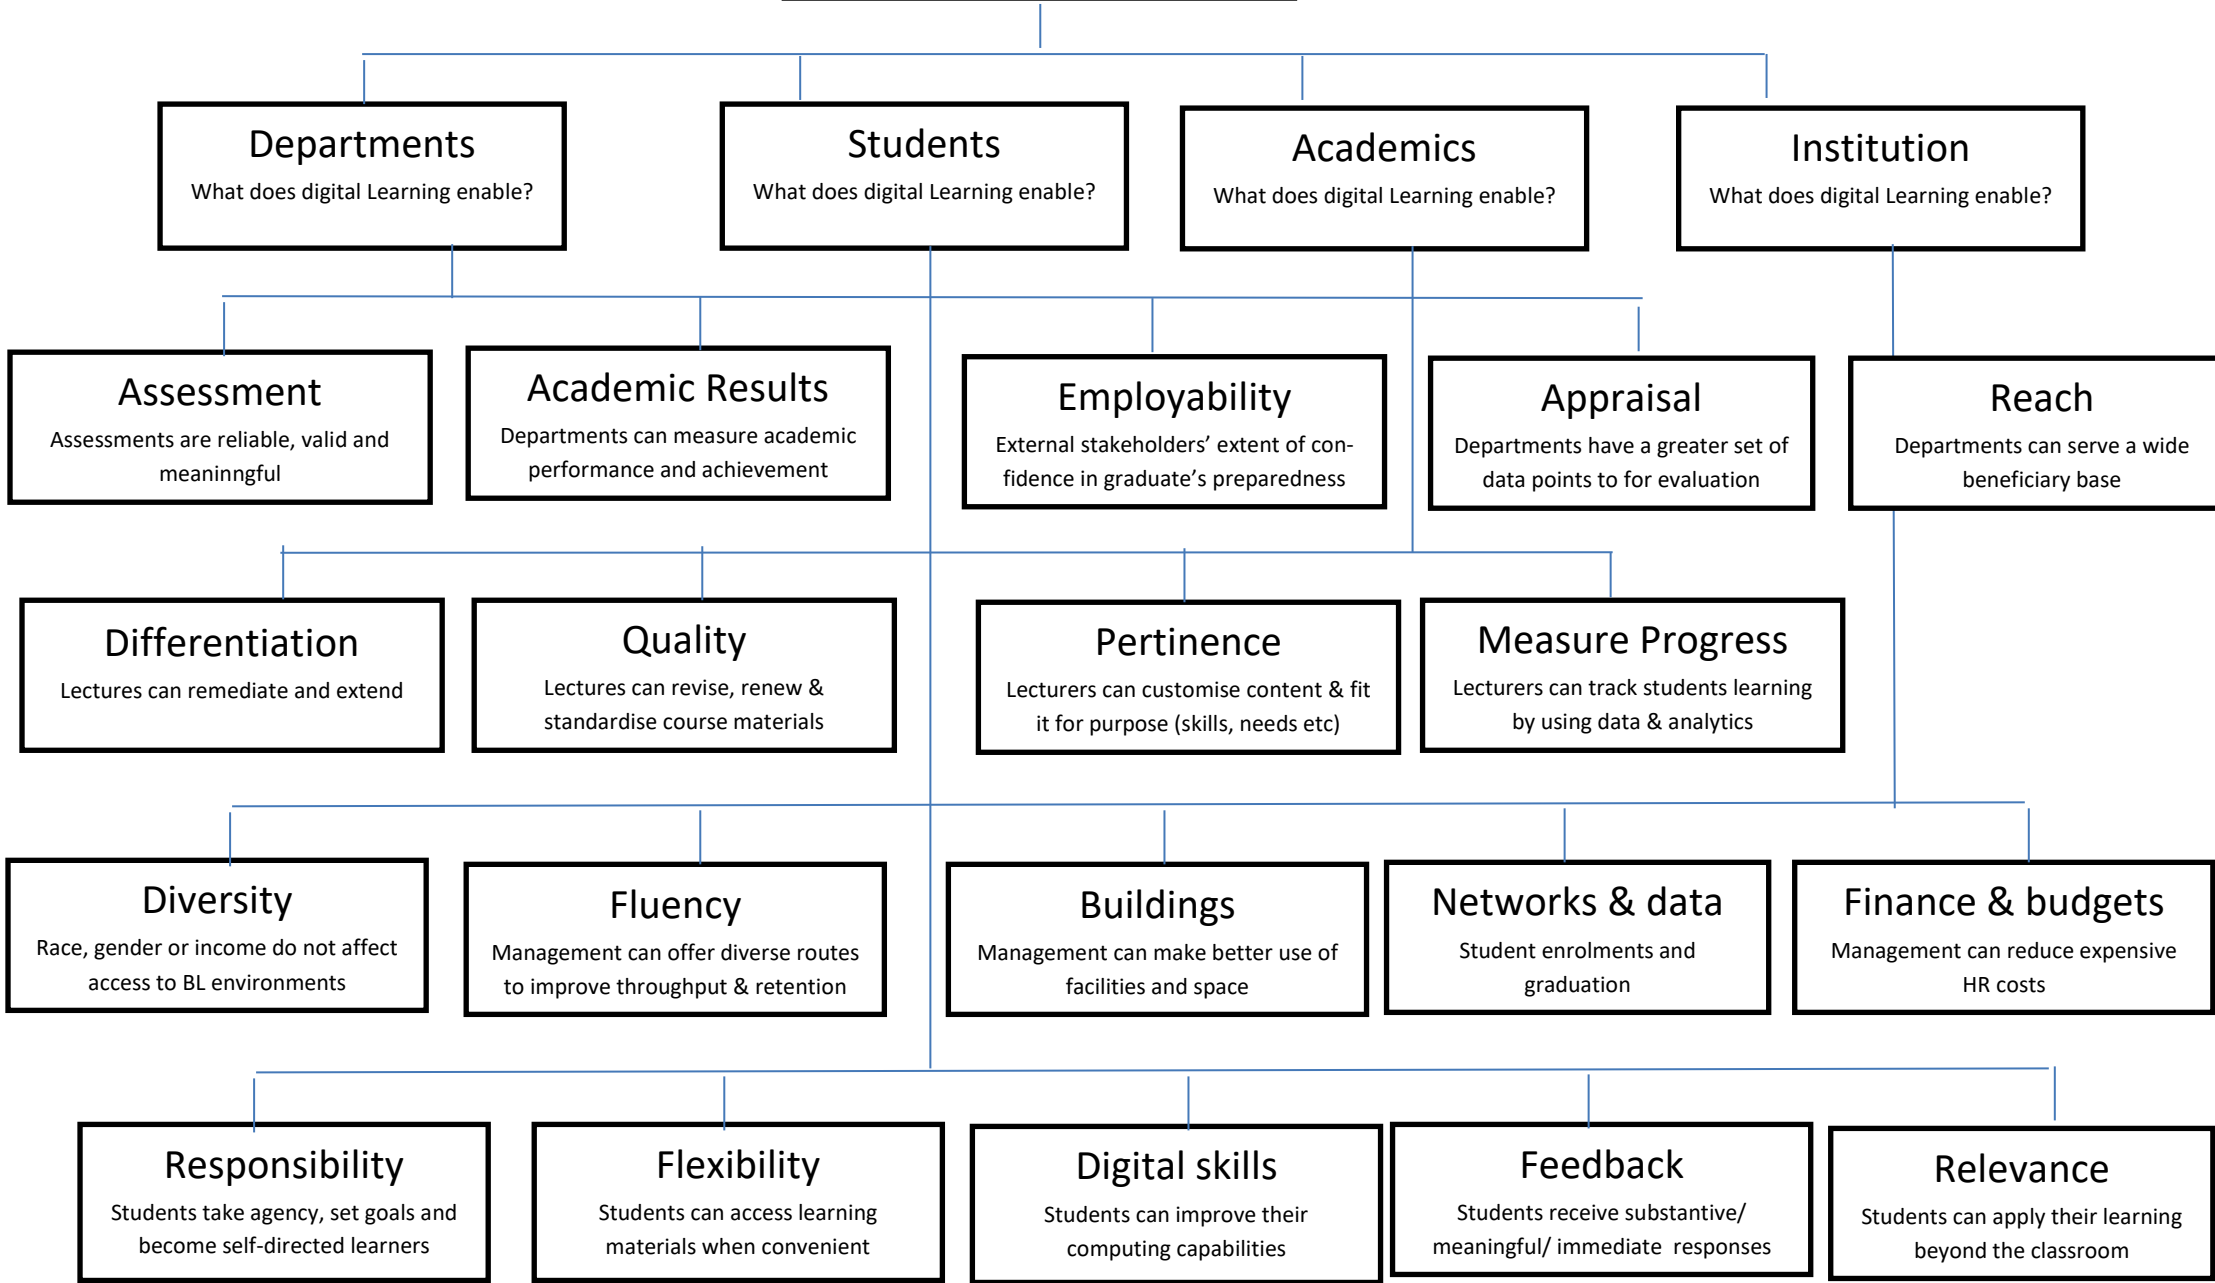 Departments
What does digital Learning enable?
Students
What does digital Learning enable?
Academics
What does digital Learning enable?
Institution
What does digital Learning enable?
Assessment
Assessments are reliable, valid and
meaninngful
Academic Results
Departments can measure academic
performance and achievement
Employability
External stakeholders’ extent of con-
fidence in graduate’s preparedness
Appraisal
Departments have a greater set of
data points to for evaluation
Reach
Departments can serve a wide
beneficiary base
Differentiation
Lectures can remediate and extend
Quality
Lectures can revise, renew &
standardise course materials
Pertinence
Lecturers can customise content & fit
it for purpose (skills, needs etc)
Measure Progress
Lecturers can track students learning
by using data & analytics
Diversity
Race, gender or income do not affect
access to BL environments
Fluency
Management can offer diverse routes
to improve throughput & retention
Buildings
Management can make better use of
facilities and space
Networks & data
Student enrolments and
graduation
Finance & budgets
Management can reduce expensive
HR costs
Responsibility
Students take agency, set goals and
become self-directed learners
Flexibility
Students can access learning
materials when convenient
Digital skills
Students can improve their
computing capabilities
Feedback
Students receive substantive/
meaningful/ immediate  responses
Relevance
Students can apply their learning
beyond the classroom